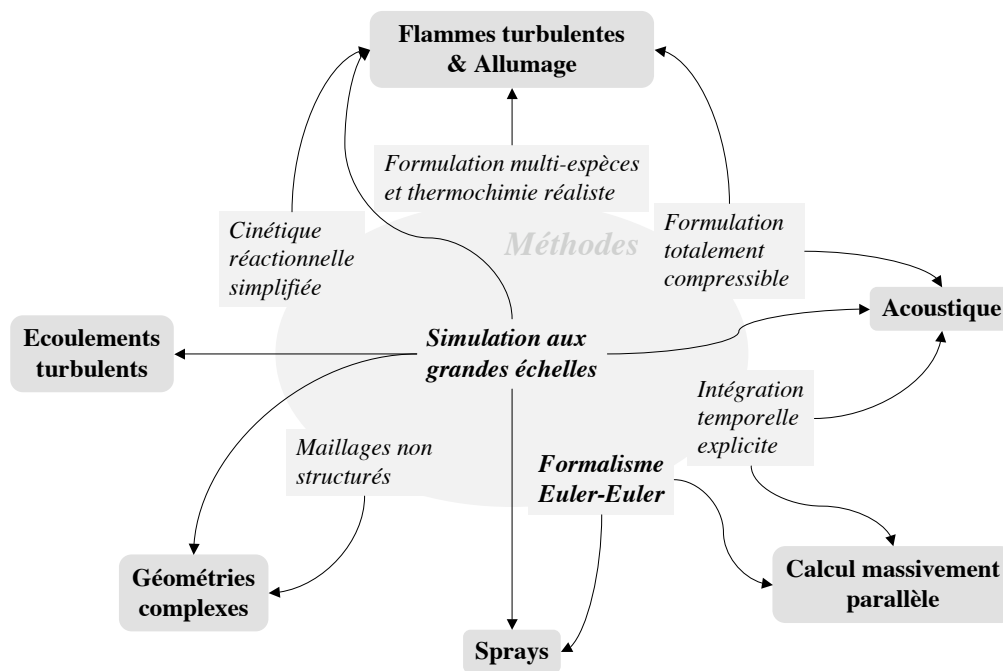 Flammes turbulentes
& Allumage
Formulation multi-espèces
et thermochimie réaliste
Cinétique
réactionnelle
simplifiée
Méthodes
Formulation
totalement
compressible
Acoustique
Ecoulements
turbulents
Simulation aux
grandes échelles
Intégration
temporelle
explicite
Maillages non
structurés
Formalisme
Euler-Euler
Géométries
complexes
Calcul massivement
parallèle
Sprays